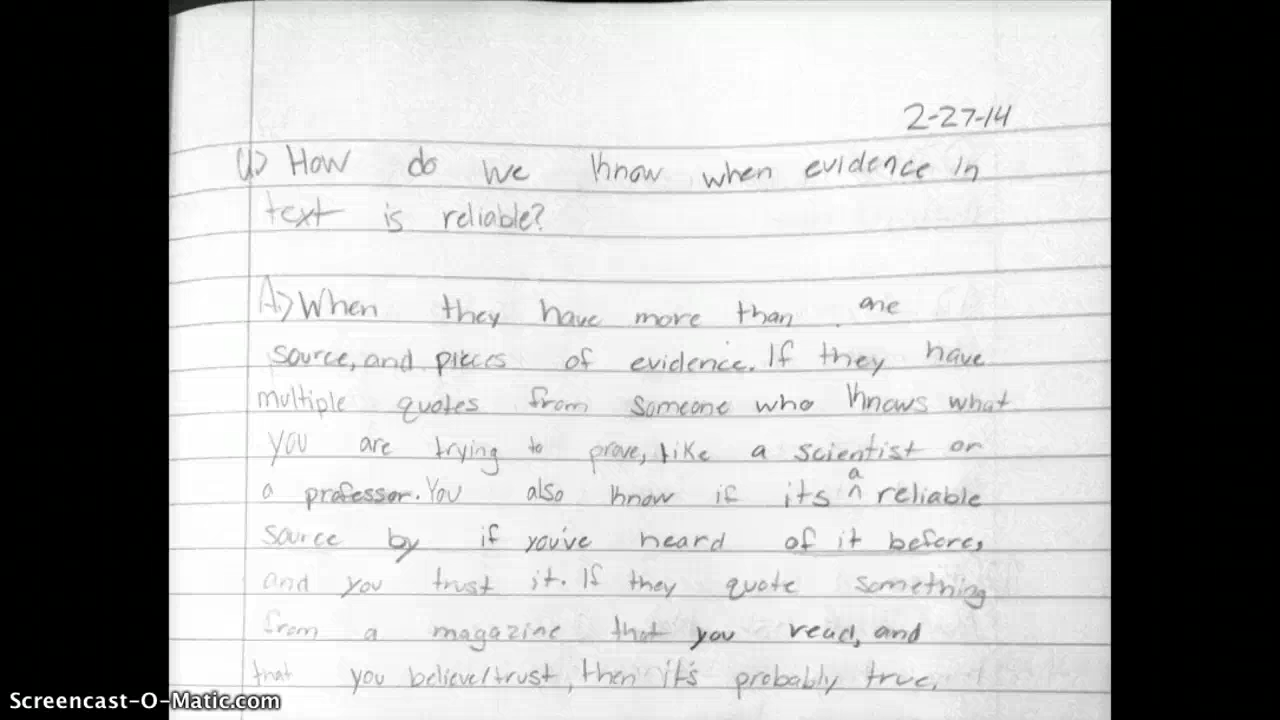 2-27-14
Q> How do we know when evidence in
text is reliable?
A> When they have more than one
source, and pieces of evidence. If they have
multiple quotes from someone who knows what
you are trying to prove, like a scientist or
a professor. You also know if its ^a reliable
source by if you've heard of it before,
and you trust it. If they quote something
from a magazine that you read, and
that you believe/trust, then it's probably true.
Screencast-O-Matic.com